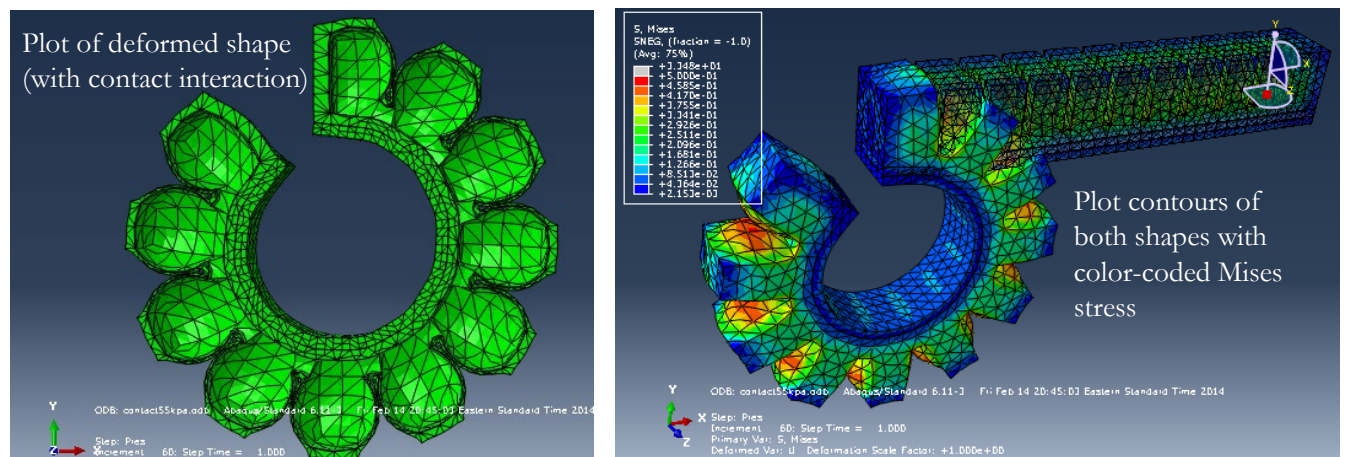 Plot of deformed shape
(with contact interaction)
Y
Z
ODB: contact55kpa.odb Abaqus/Standard 6.11-3 Fri Feb 14 20:45:03 Eastern Standard Time 2014
Step: Pres
Increment 60: Step Time = 1.000
S, Mises
SNEG, (fraction = -1.0)
(Avg: 75%)
+3.348e+01
+5.000e-01
+4.585e-01
+4.170e-01
+3.755e-01
+3.341e-01
+2.926e-01
+2.511e-01
+2.096e-01
+1.681e-01
+1.266e-01
+8.513e-02
+4.364e-02
+2.153e-03
Y
X
Z
Plot contours of
both shapes with
color-coded Mises
stress
Y
X
Z
ODB: contact55kpa.odb Abaqus/Standard 6.11-3 Fri Feb 14 20:45:03 Eastern Standard Time 2014
Step: Pres
Increment 60: Step Time = 1.000
Primary Var: S, Mises
Deformed Var: U Deformation Scale Factor: +1.000e+00